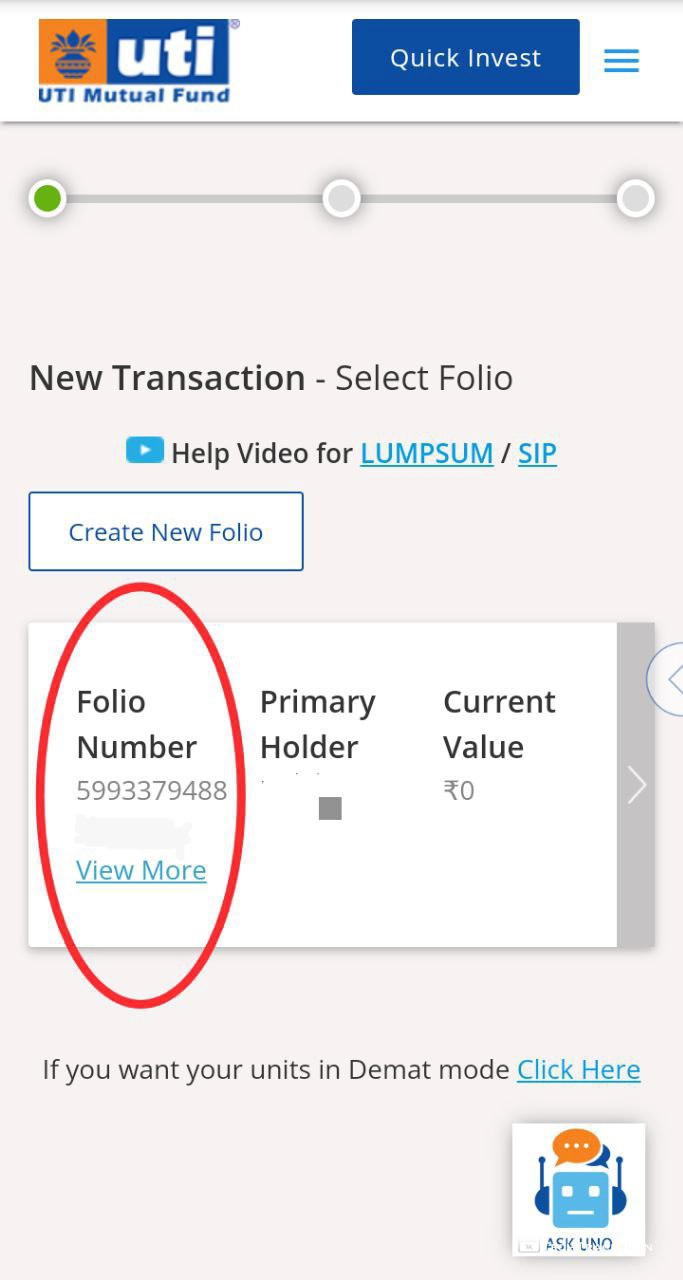 uti
®
UTI Mutual Fund
Quick Invest
New Transaction - Select Folio
Help Video for LUMPSUM / SIP
Create New Folio
Folio Number
5993379488
View More
Primary Holder
Current Value
₹0
If you want your units in Demat mode Click Here
ASK UNO